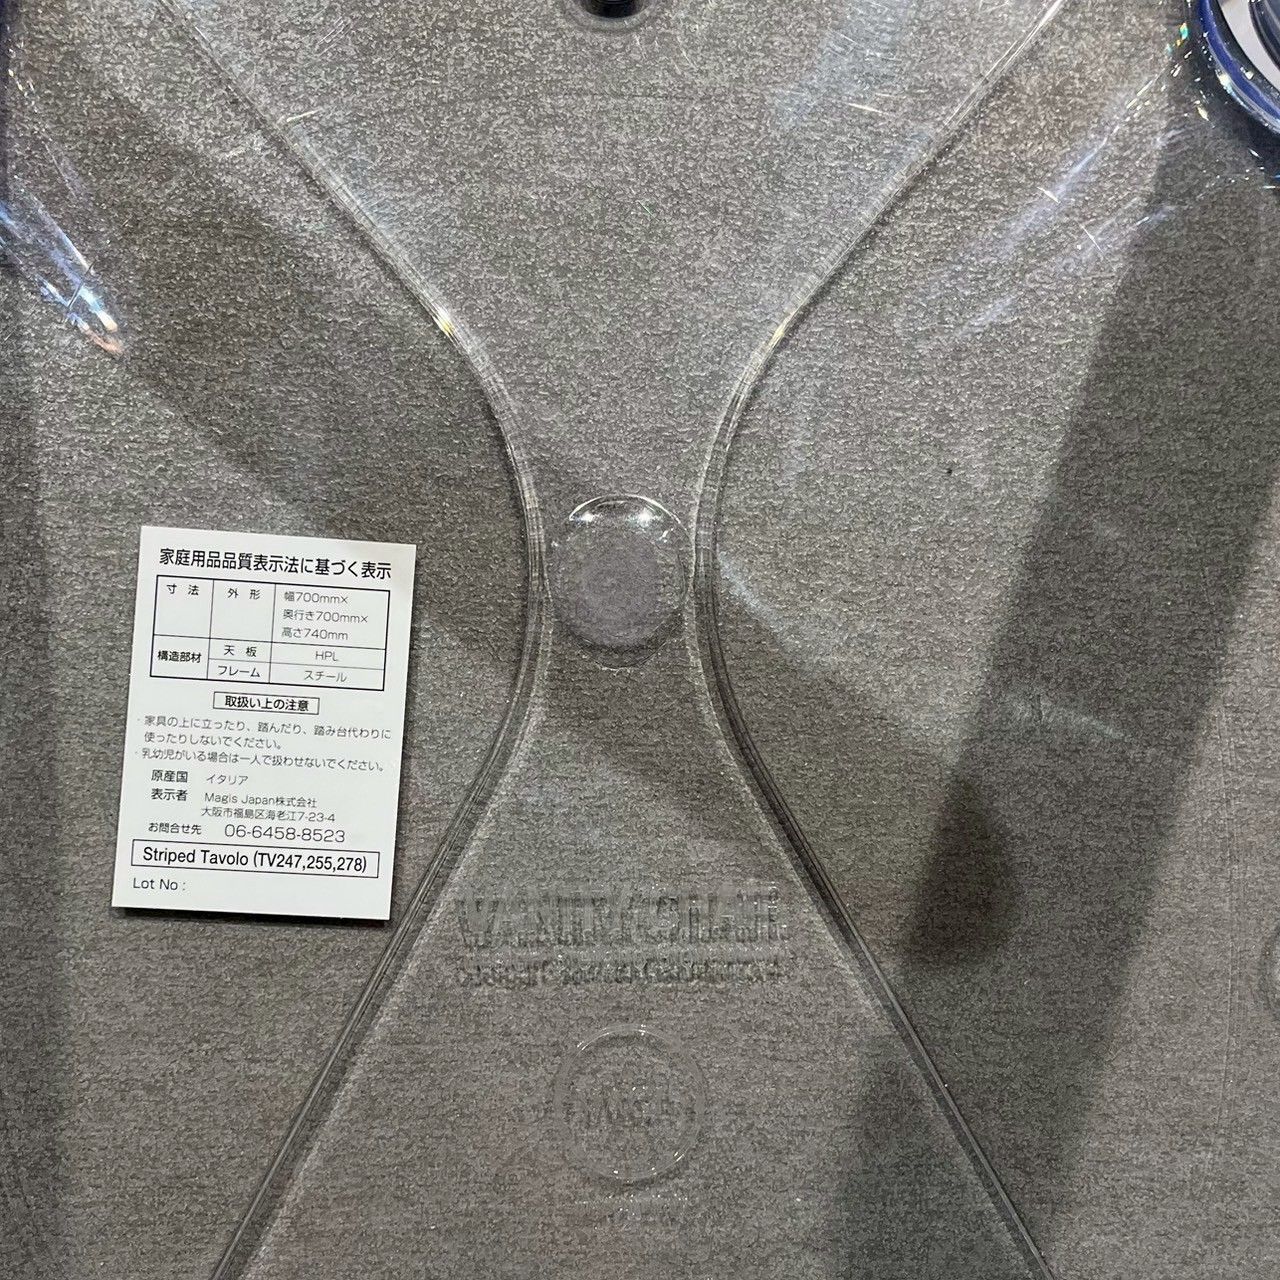 家庭用品品質表示法に基づく表示
寸 法 外 形 幅700mm×
奥行き700mm×
高さ740mm
構造部材 天 板 HPL
フレーム スチール
取扱い上の注意
・家具の上に立ったり、踏んだり、踏み台代わりに
使ったりしないでください。
・乳幼児がいる場合は一人で扱わせないでください。
原産国 イタリア
表示者 Magis Japan株式会社
大阪市福島区海老江7-23-4
お問合せ先 06-6458-8523
Striped Tavolo (TV247,255,278)
Lot No :
VANITY CHAIR
MAGIS